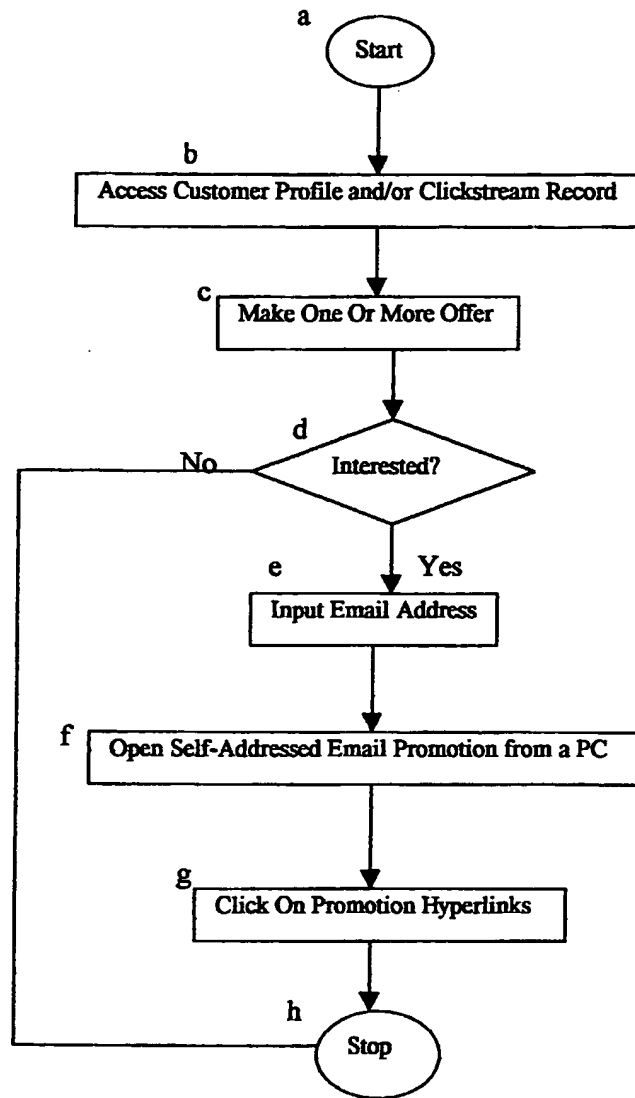 a
Start
b
Access Customer Profile and/or Clickstream Record
c
Make One Or More Offer
d
No
Interested?
e
Yes
Input Email Address
f
Open Self-Addressed Email Promotion from a PC
g
Click On Promotion Hyperlinks
h
Stop